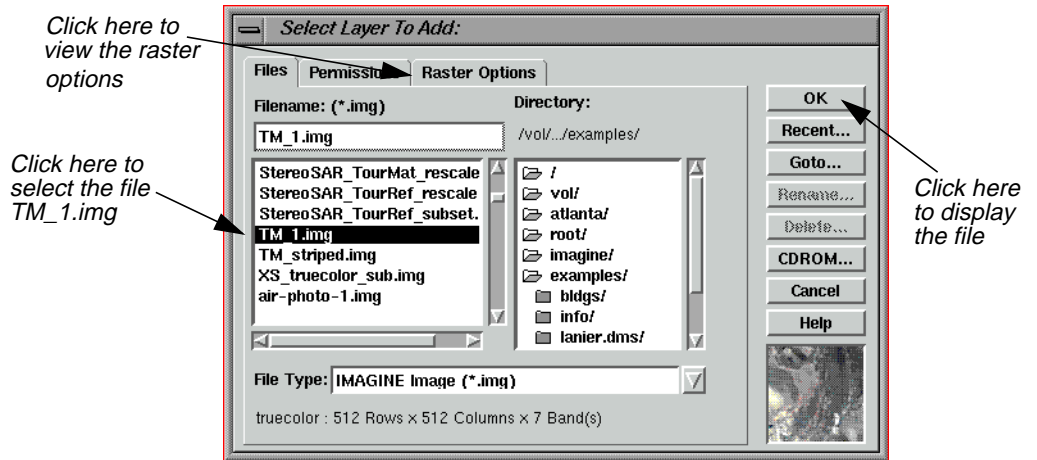 Click here to
view the raster
options
Select Layer To Add:
Files
Raster Options
Filename: (*.img)
Directory:
TM_1.img
/vol/.../examples/
StereoSAR_TourMat_rescale
StereoSAR_TourRef_rescale
StereoSAR_TourRef_subset.
TM_1.img
TM_striped.img
XS_truecolor_sub.img
air-photo-1.img
/
vol/
atlanta/
root/
imagine/
examples/
bldgs/
info/
lanier.dms/
File Type:
IMAGINE Image (*.img)
truecolor : 512 Rows × 512 Columns × 7 Band(s)
OK
Recent...
Goto...
Rename...
Delete...
CDROM...
Cancel
Help
Click here to
select the file
TM_1.img
Click here
to display
the file